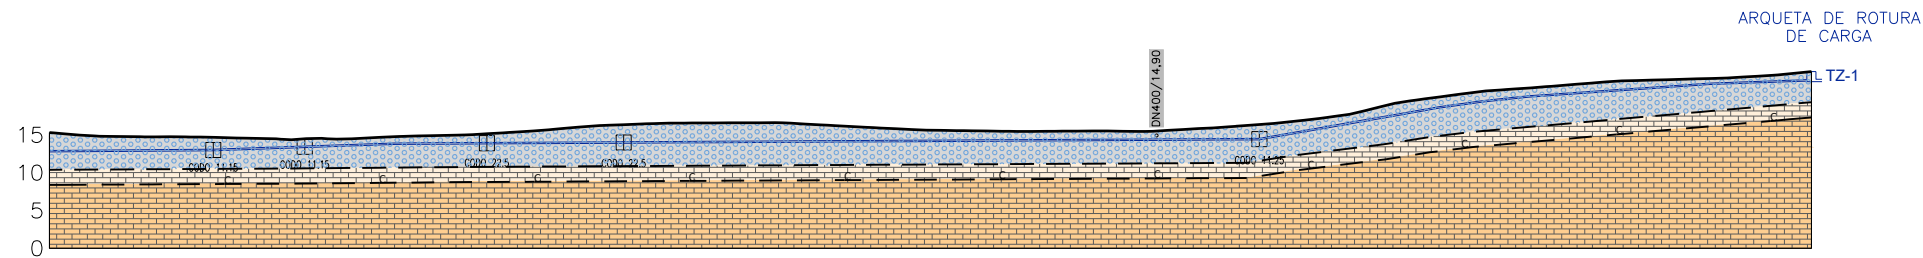 ARQUETA DE ROTURA
DE CARGA
DN400/14,90
TZ-1
15
10
5
0
CODO 11.15
CODO 11.15
CODO 22.5
CODO 22.5
CODO 11.25
C C C C C C C C C C C